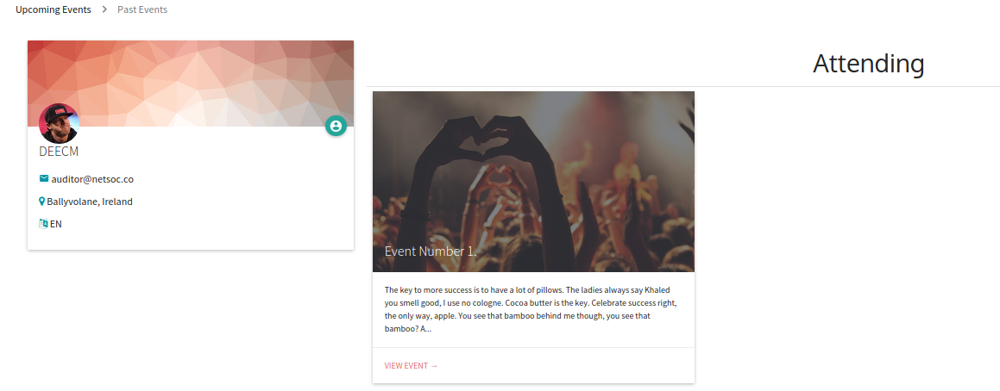 Upcoming Events > Past Events
Attending
DEECM
auditor@netsoc.co
Ballyvolane, Ireland
EN
Event Number 1.
The key to more success is to have a lot of pillows. The ladies always say Khaled
you smell good, I use no cologne. Cocoa butter is the key. Celebrate success right,
the only way, apple. You see that bamboo behind me though, you see that
bamboo? A...
VIEW EVENT →